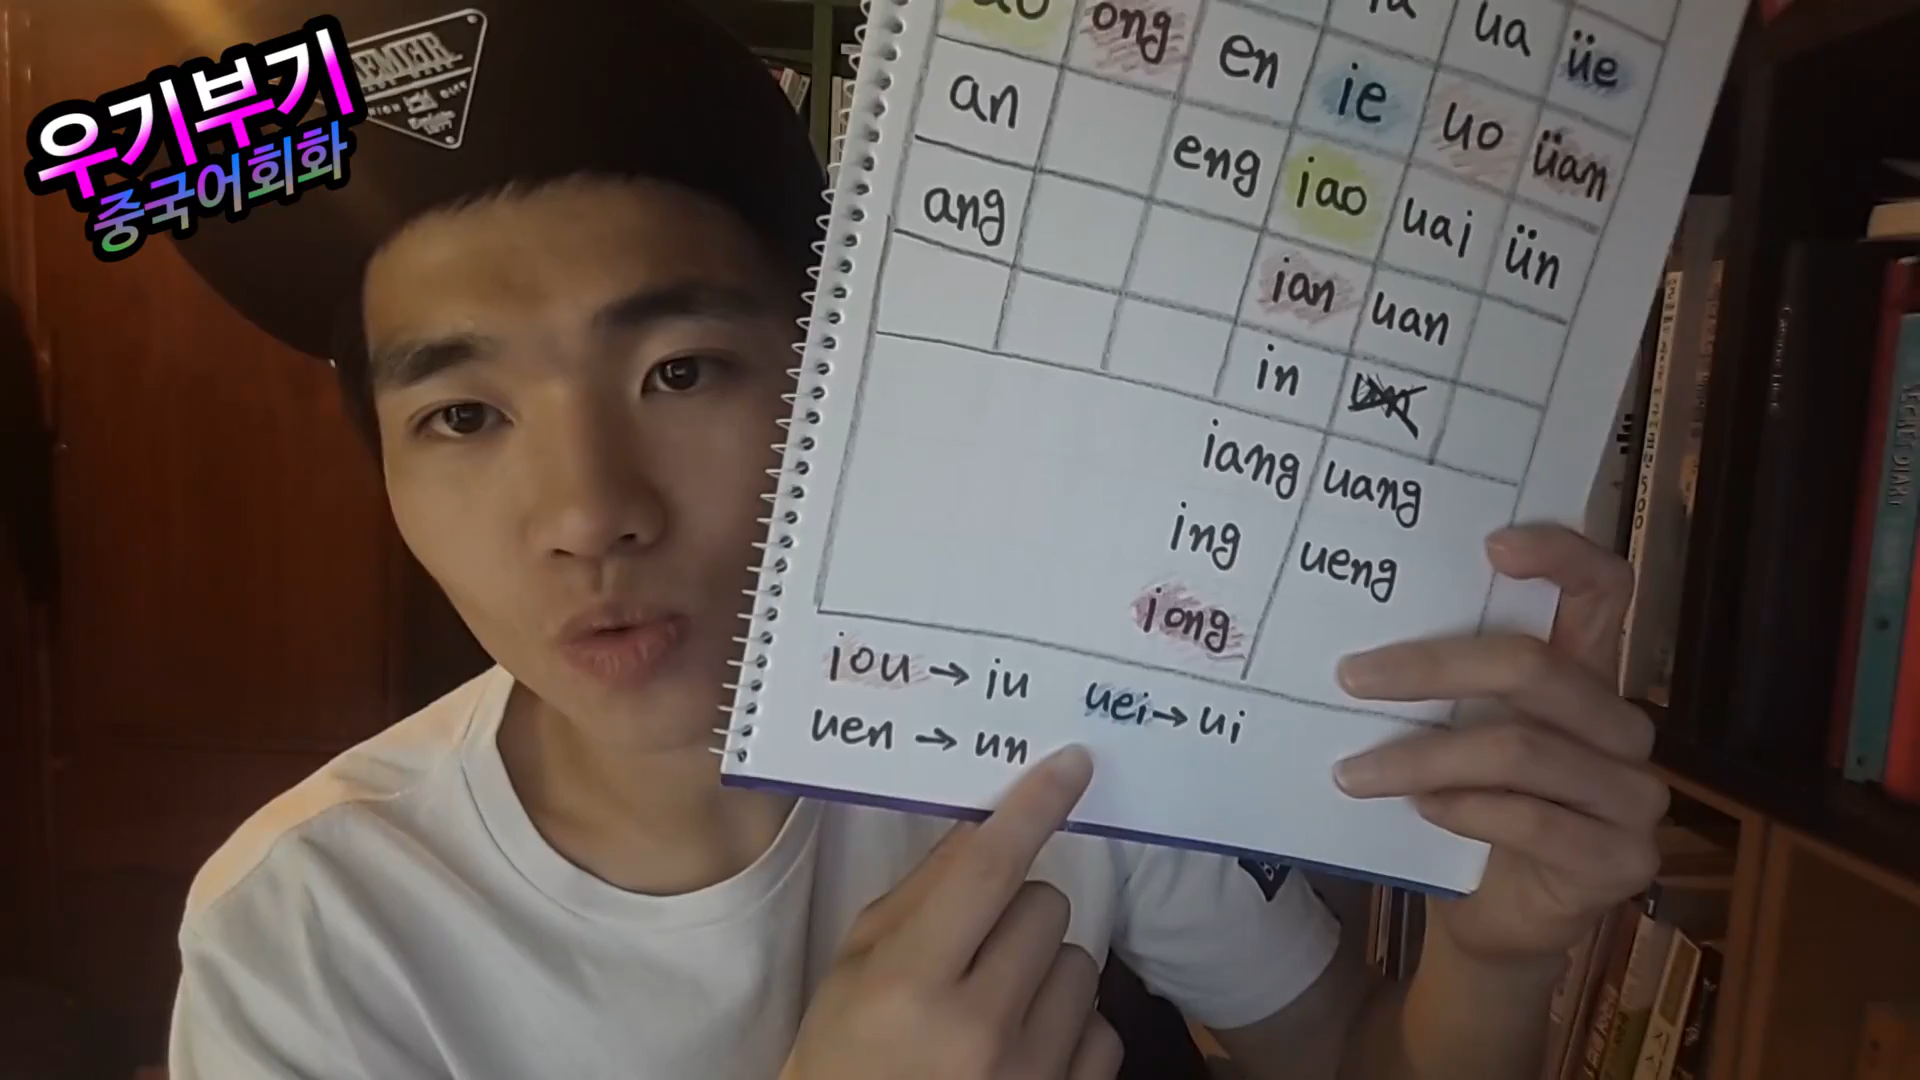 우기부기
중국어회화
ao ong en ia ua üe
an ie uo üan
ang eng iao uai ün
ian uan
in
iang uang
ing ueng
iong
iou → iu uei → ui
uen → un